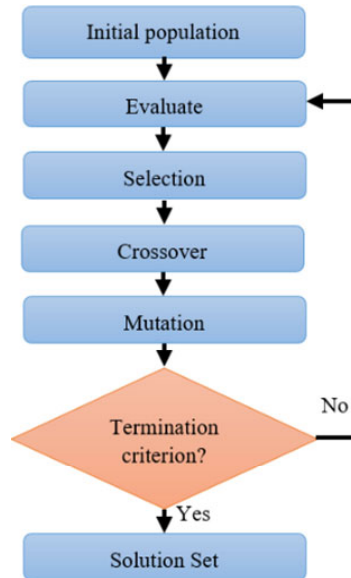 Initial population
Evaluate
Selection
Crossover
Mutation
Termination
criterion?
No
Yes
Solution Set